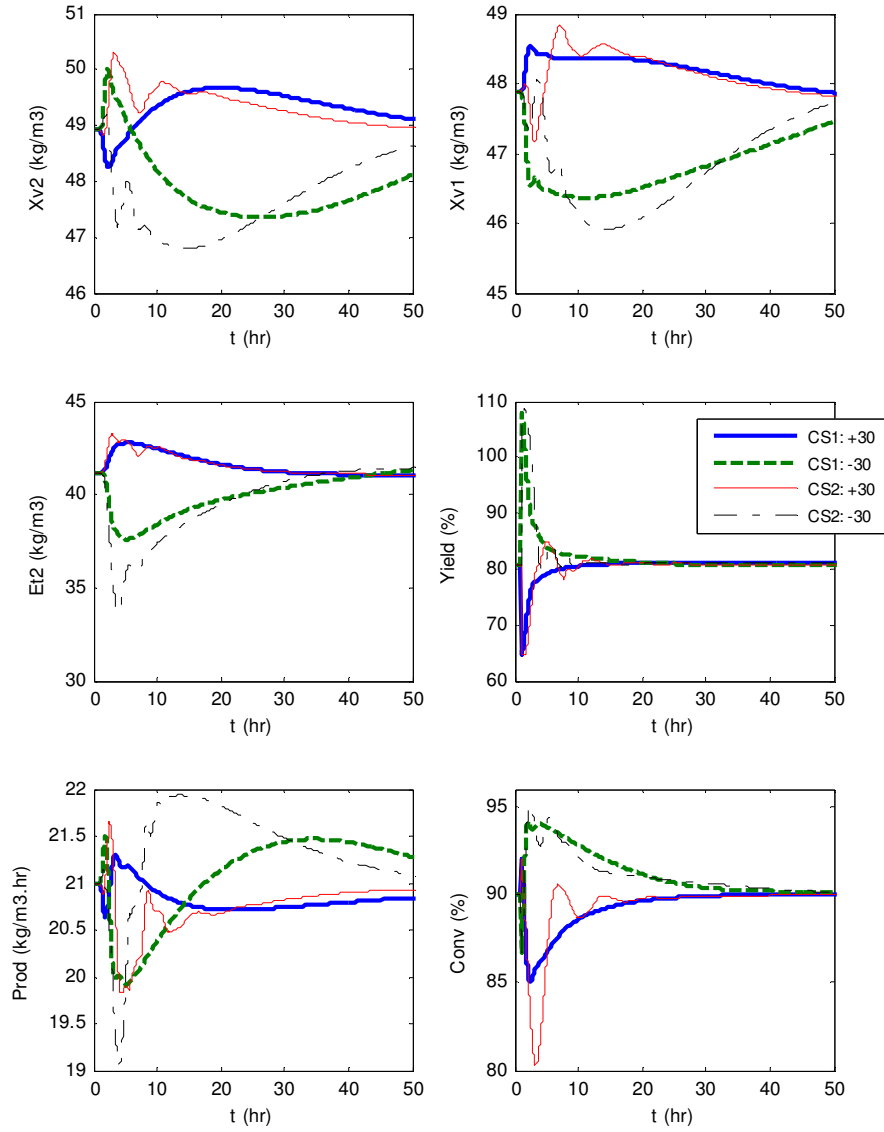 51
50
49
48
47
46
Xv2 (kg/m3)
0 10 20 30 40 50
t (hr)
49
48
47
46
45
Xv1 (kg/m3)
0 10 20 30 40 50
t (hr)
45
40
35
30
Et2 (kg/m3)
0 10 20 30 40 50
t (hr)
110
100
90
80
70
60
Yield (%)
0 10 20 30 40 50
t (hr)
CS1: +30
CS1: -30
CS2: +30
CS2: -30
22
21.5
21
20.5
20
19.5
19
Prod (kg/m3.hr)
0 10 20 30 40 50
t (hr)
95
90
85
80
Conv (%)
0 10 20 30 40 50
t (hr)